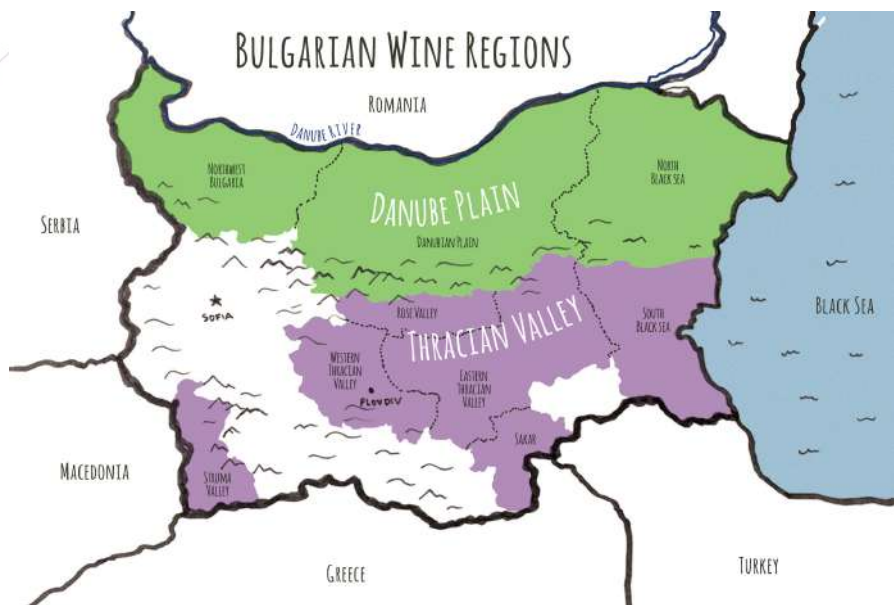 BULGARIAN WINE REGIONS
ROMANIA
DANUBE RIVER
NORTHWEST
BULGARIA
NORTH
BLACK SEA
DANUBE PLAIN
DANUBIAN PLAIN
SERBIA
SOFIA
ROSE VALLEY
THRACIAN VALLEY
SOUTH
BLACK SEA
BLACK SEA
WESTERN
THRACIAN
VALLEY
PLOVDIV
EASTERN
THRACIAN
VALLEY
SAKAR
MACEDONIA
STRUMA
VALLEY
GREECE
TURKEY